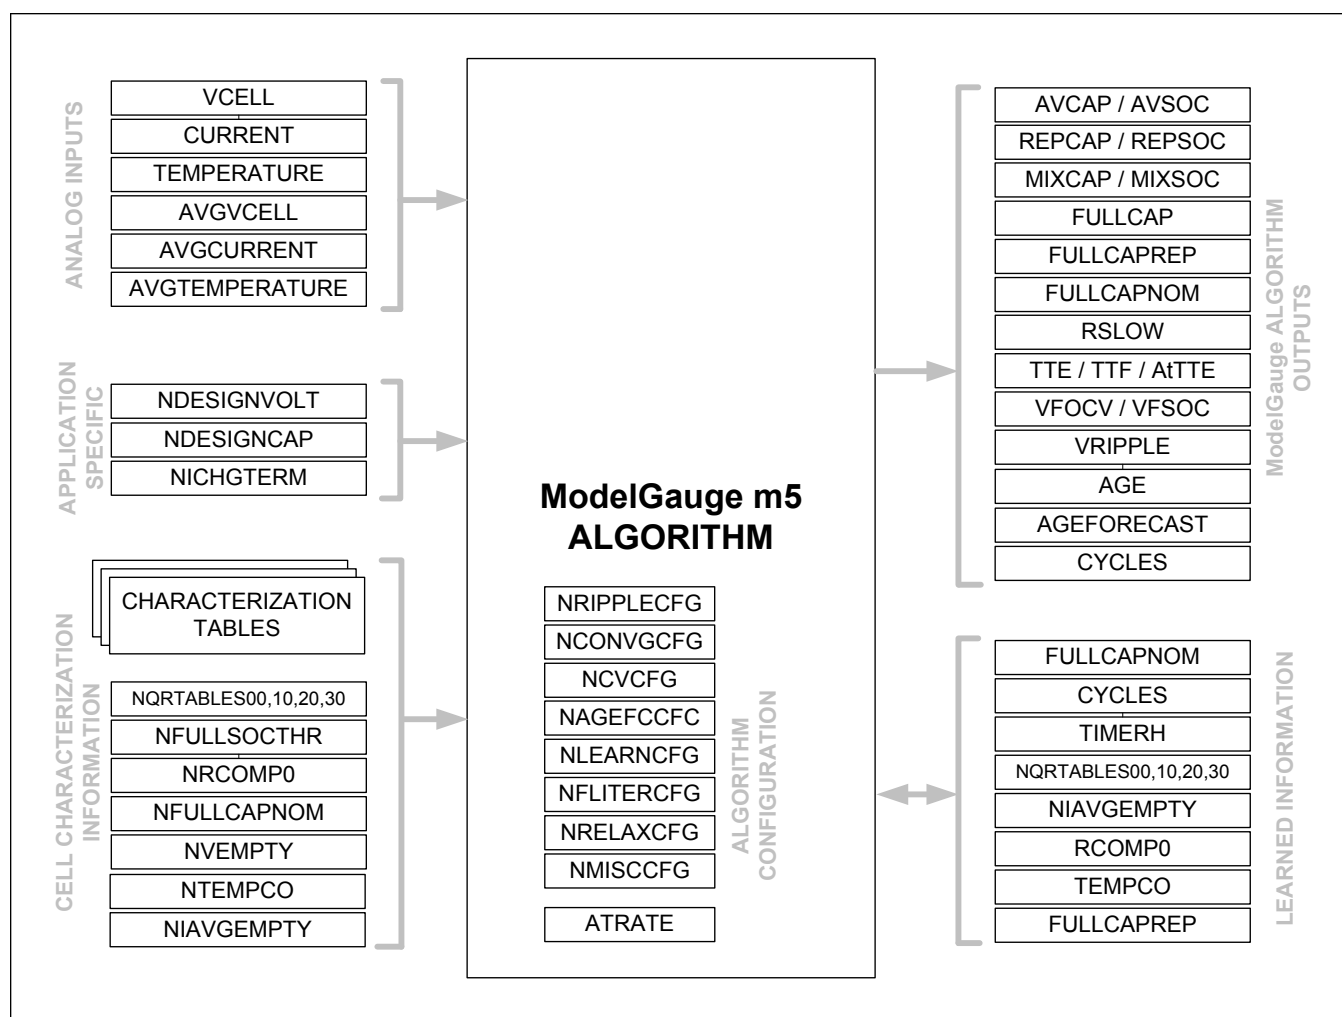 ANALOG INPUTS
VCELL
CURRENT
TEMPERATURE
AVGVCELL
AVGCURRENT
AVGTEMPERATURE
APPLICATION
SPECIFIC
NDESIGNVOLT
NDESIGNCAP
NICHGTERM
CELL CHARACTERIZATION
INFORMATION
CHARACTERIZATION
TABLES
NQRTABLES00,10,20,30
NFULLSOCTHR
NRCOMP0
NFULLCAPNOM
NVEMPTY
NTEMPCO
NIAVGEMPTY
ModelGauge m5
ALGORITHM
NRIPPLECFG
NCONVGCFG
NCVCFG
NAGEFCCFC
NLEARNCFG
NFLITERCFG
NRELAXCFG
NMISCCFG
ATRATE
ALGORITHM
CONFIGURATION
AVCAP / AVSOC
REPCAP / REPSOC
MIXCAP / MIXSOC
FULLCAP
FULLCAPREP
FULLCAPNOM
RSLOW
TTE / TTF / AtTTE
VFOCV / VFSOC
VRIPPLE
AGE
AGEFORECAST
CYCLES
ModelGauge ALGORITHM
OUTPUTS
FULLCAPNOM
CYCLES
TIMERH
NQRTABLES00,10,20,30
NIAVGEMPTY
RCOMP0
TEMPCO
FULLCAPREP
LEARNED INFORMATION